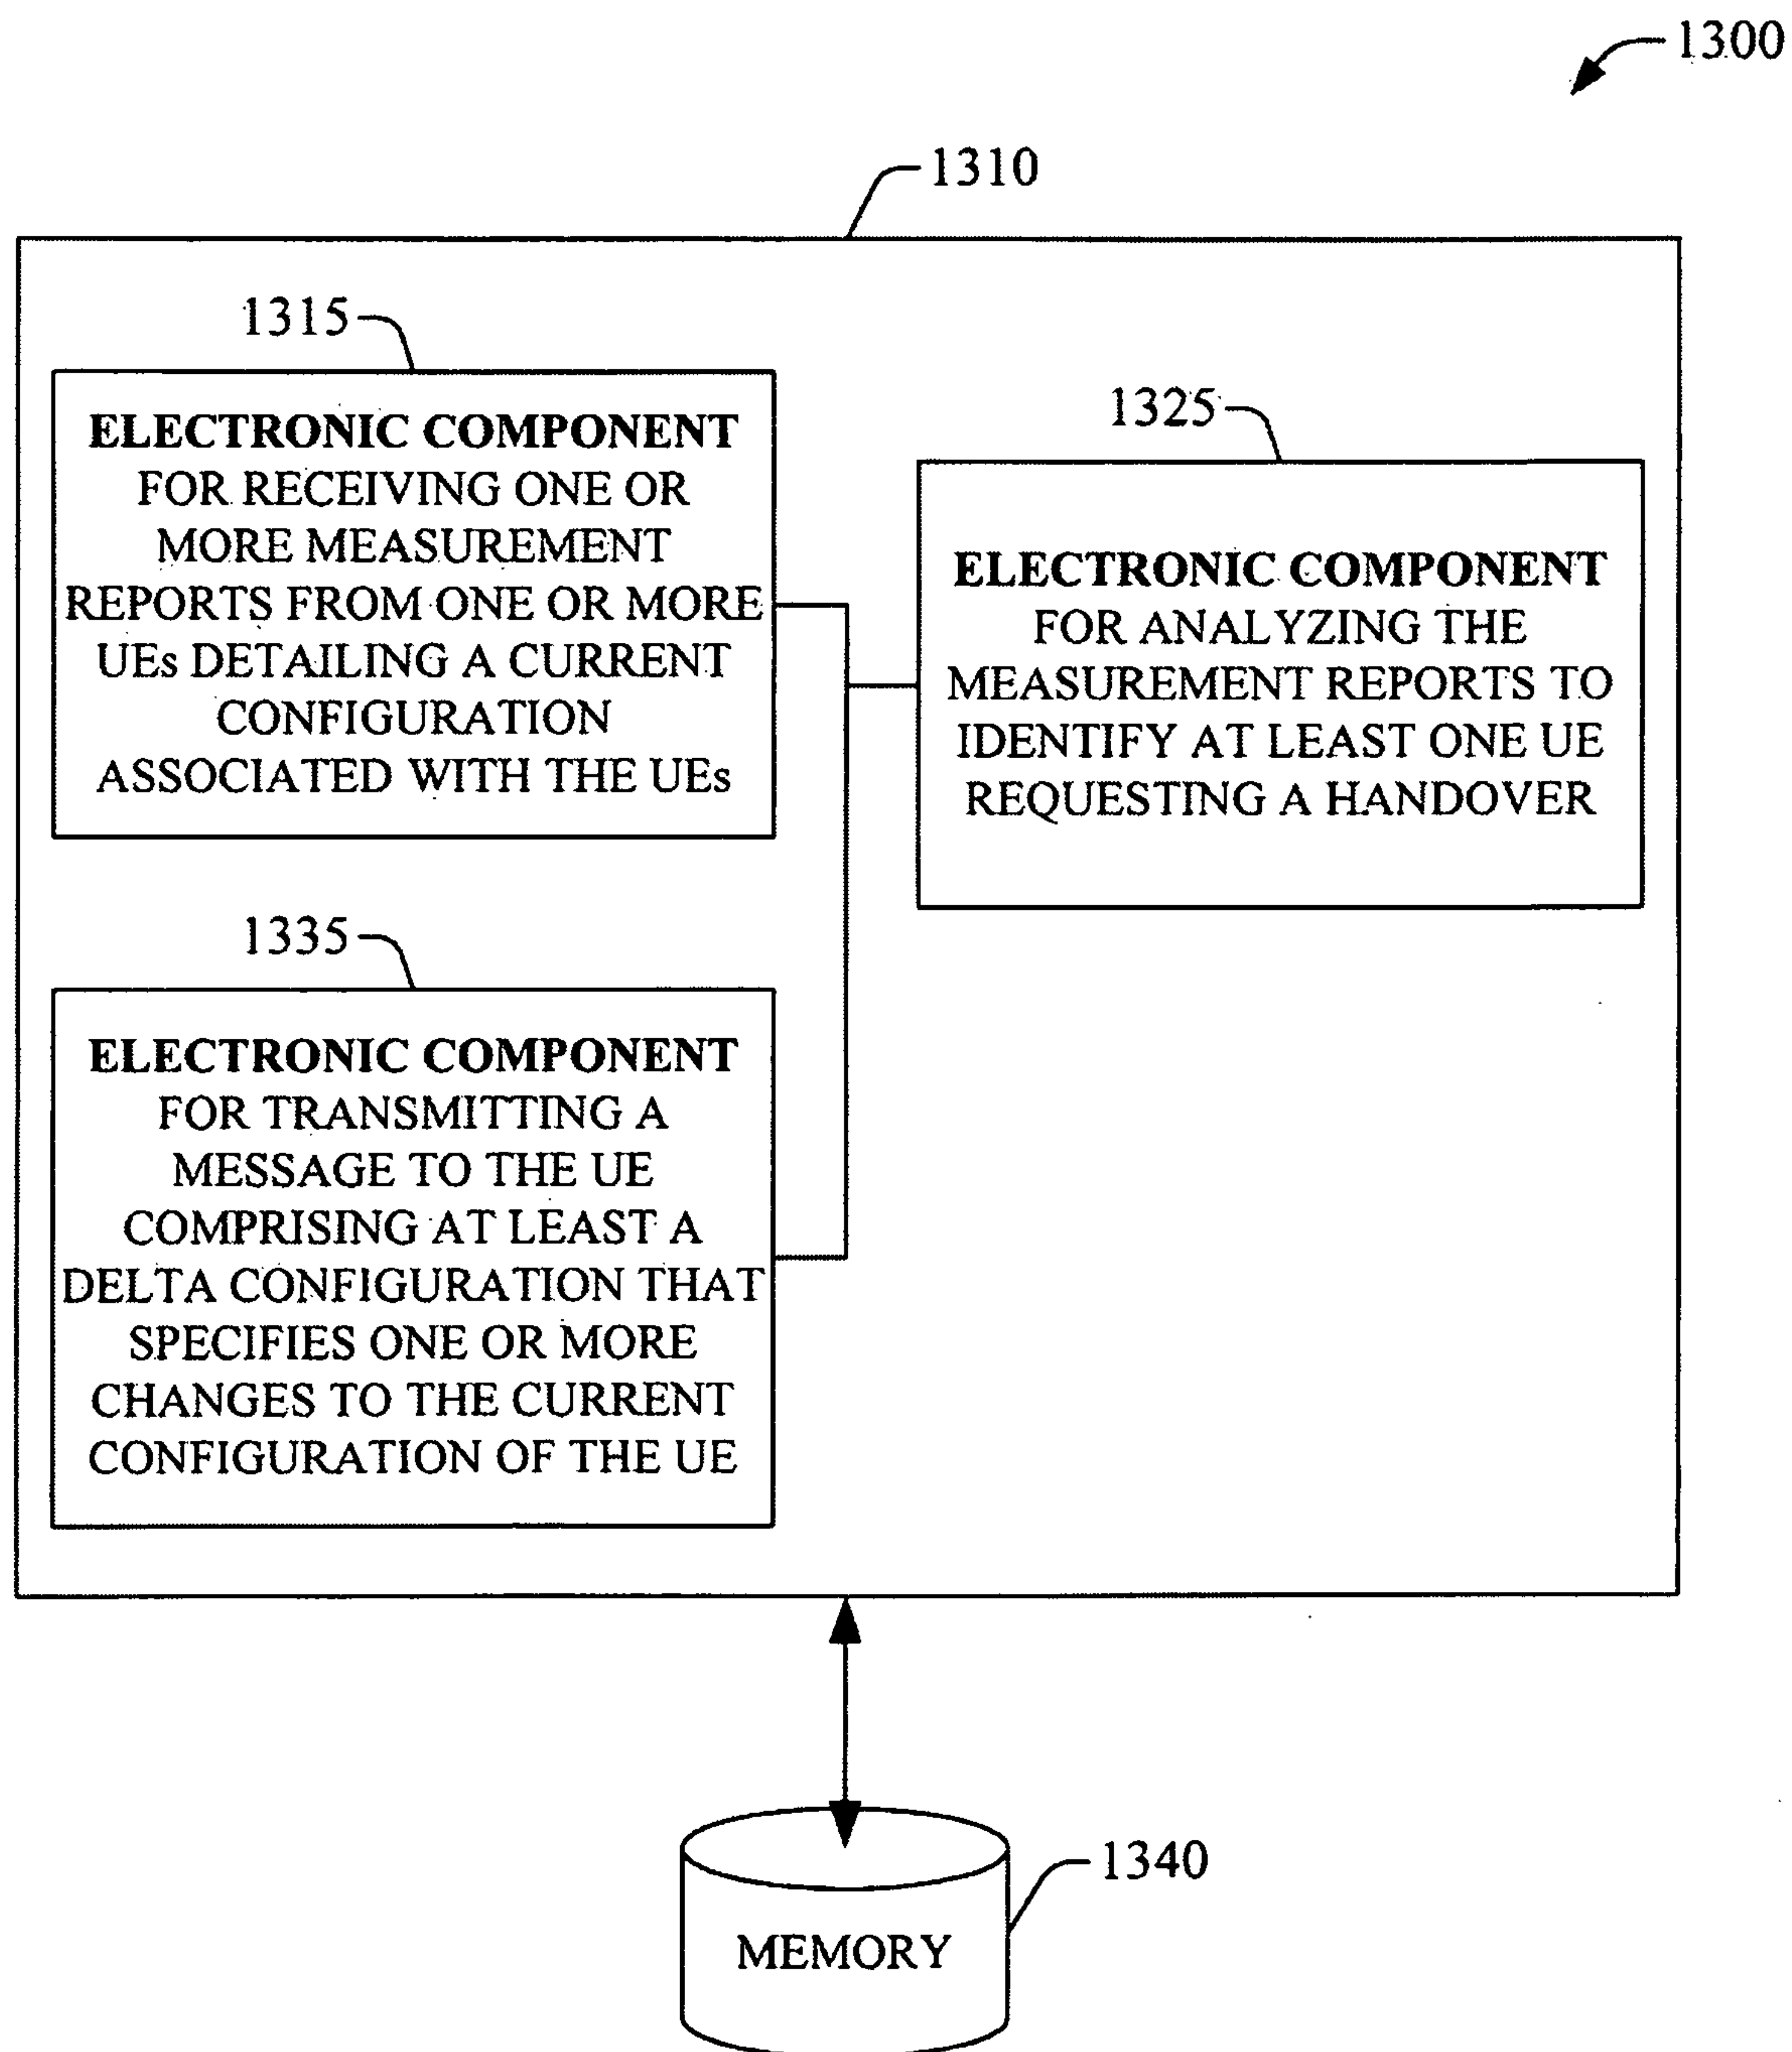 1300
1310
1315
ELECTRONIC COMPONENT
FOR RECEIVING ONE OR
MORE MEASUREMENT
REPORTS FROM ONE OR MORE
UEs DETAILING A CURRENT
CONFIGURATION
ASSOCIATED WITH THE UEs
1325
ELECTRONIC COMPONENT
FOR ANALYZING THE
MEASUREMENT REPORTS TO
IDENTIFY AT LEAST ONE UE
REQUESTING A HANDOVER
1335
ELECTRONIC COMPONENT
FOR TRANSMITTING A
MESSAGE TO THE UE
COMPRISING AT LEAST A
DELTA CONFIGURATION THAT
SPECIFIES ONE OR MORE
CHANGES TO THE CURRENT
CONFIGURATION OF THE UE
1340
MEMORY